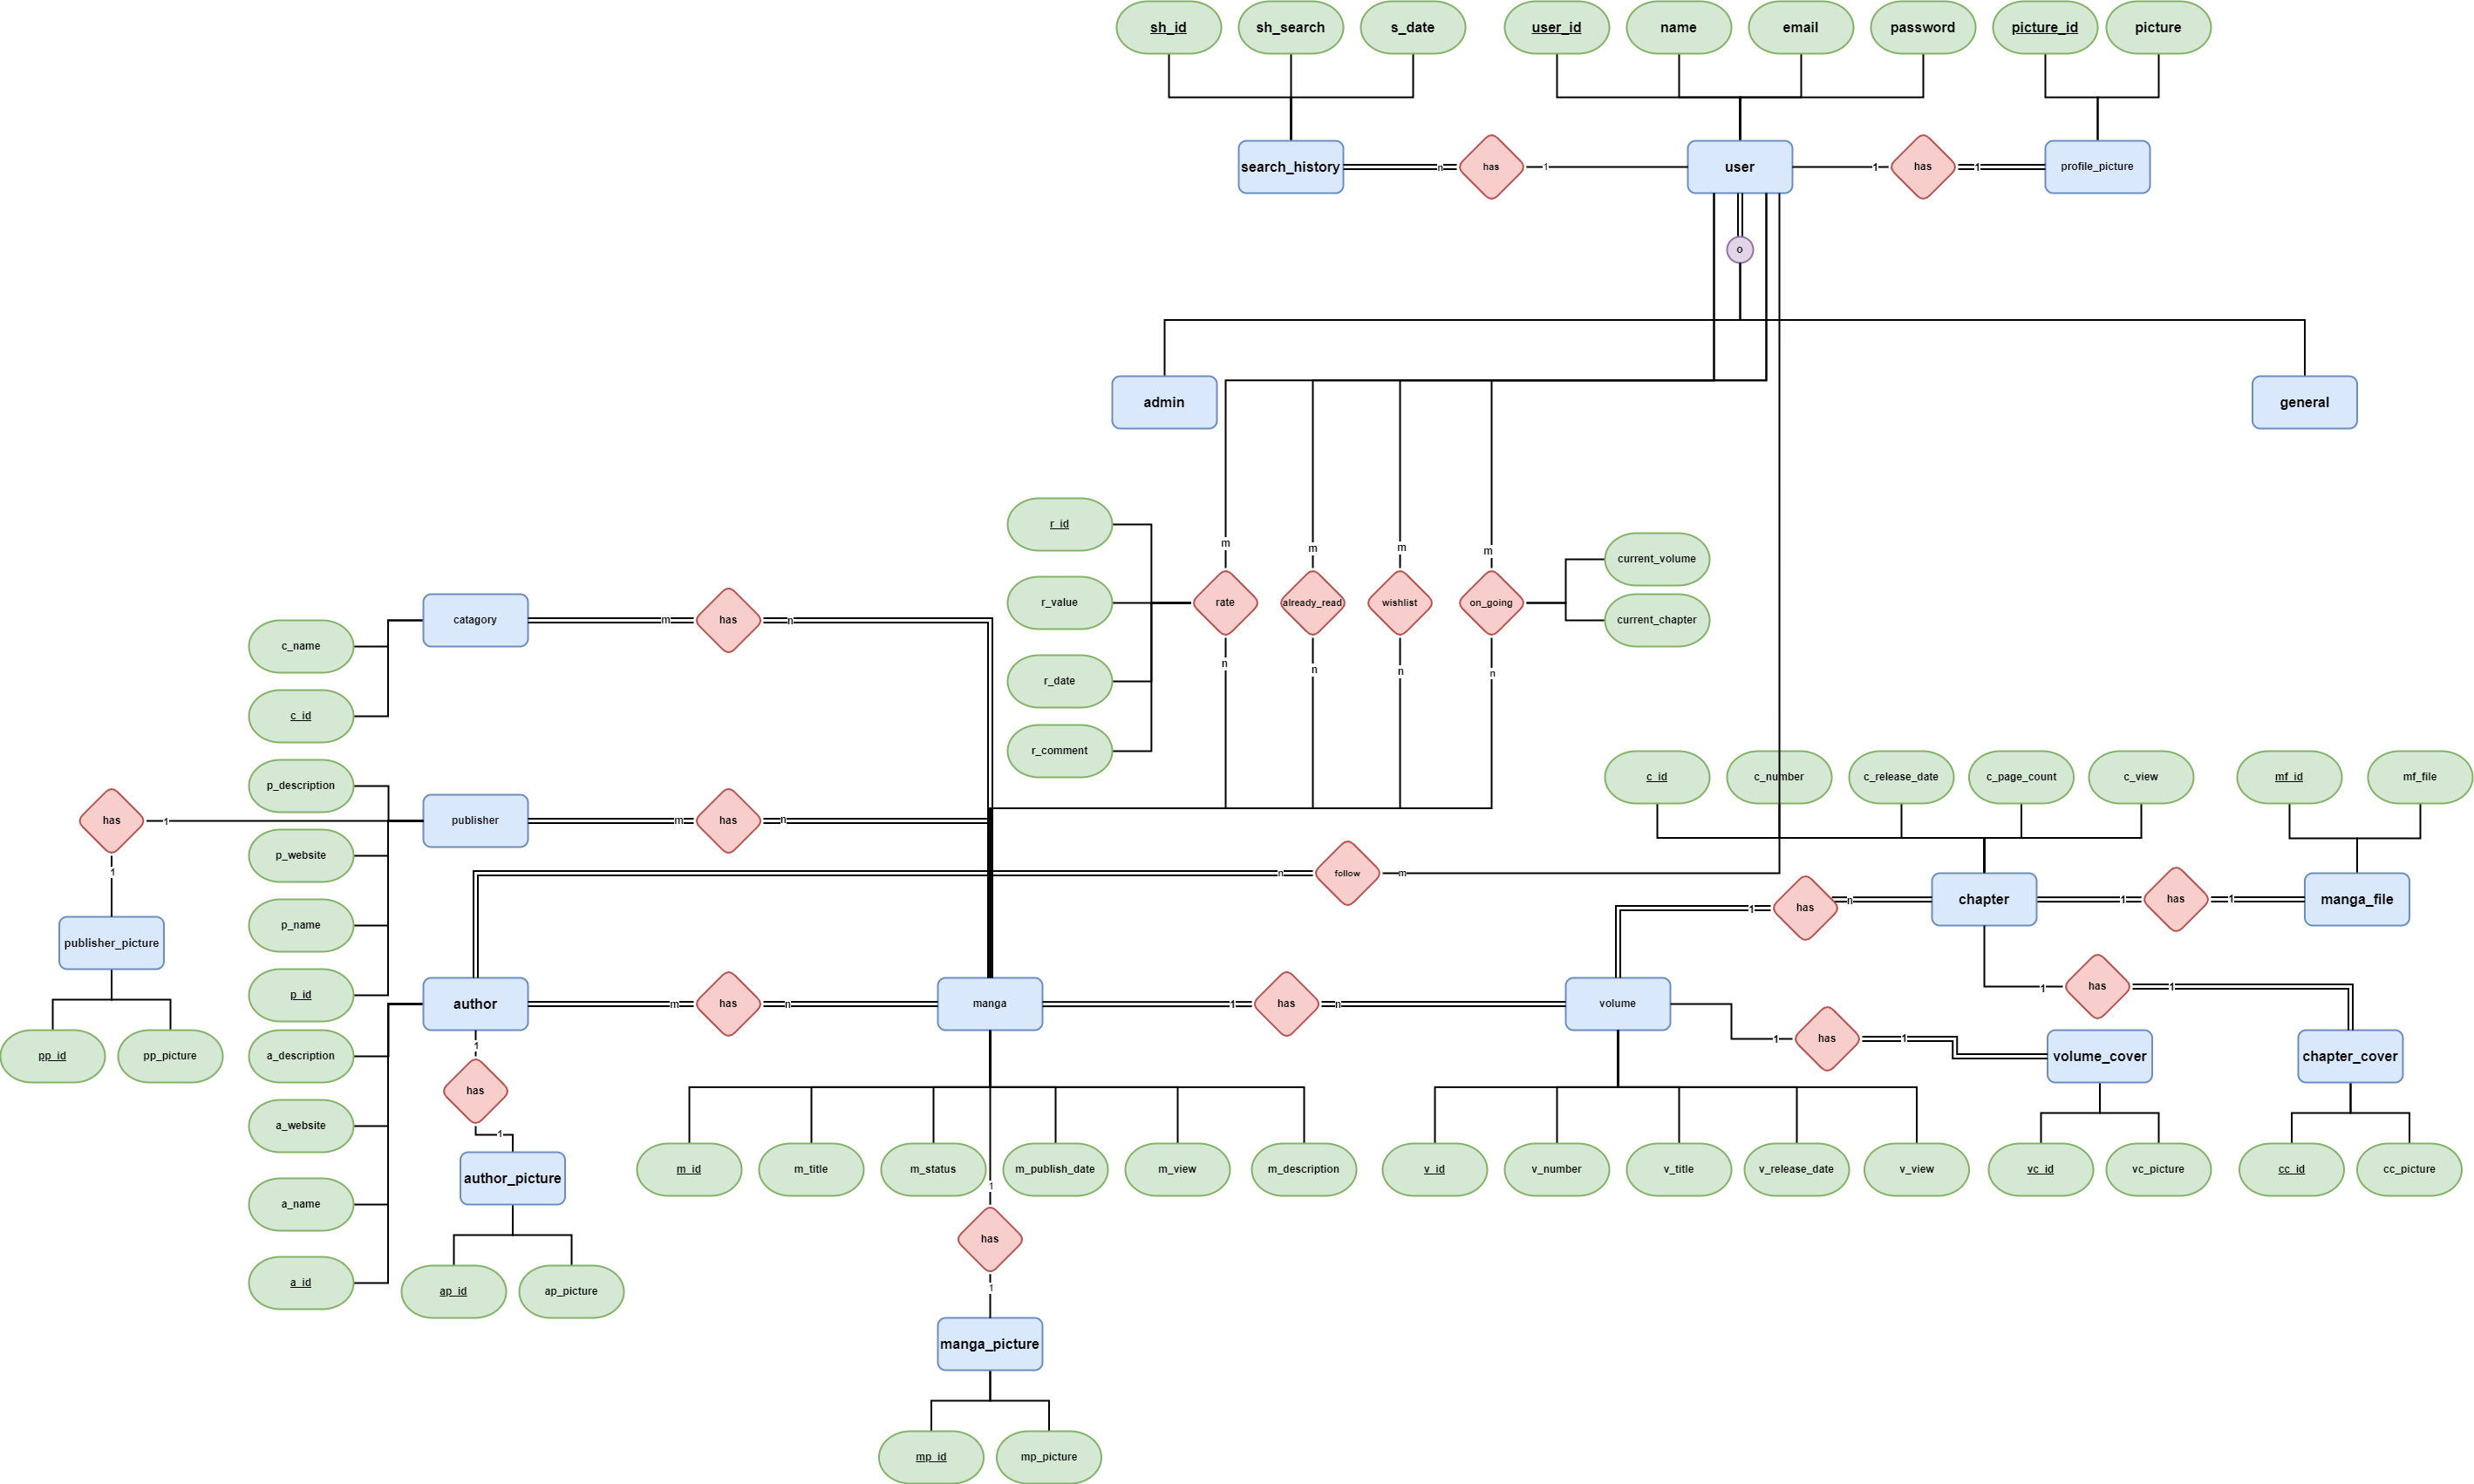 sh_id
sh_search
s_date
user_id
name
email
password
picture_id
picture
search_history
n
has
1
user
1
has
1
profile_picture
o
admin
general
r_id
r_value
r_date
r_comment
m
m
m
m
rate
already_read
wishlist
on_going
n
n
n
n
current_volume
current_chapter
catagory
m
has
n
c_name
c_id
p_description
p_website
p_name
p_id
has
1
1
publisher
m
has
n
publisher_picture
pp_id
pp_picture
n
follow
m
c_id
c_number
c_release_date
c_page_count
c_view
mf_id
mf_file
1
has
n
chapter
1
has
1
manga_file
author
m
has
n
manga
1
has
n
volume
1
has
1
1
has
1
volume_cover
chapter_cover
a_description
a_website
a_name
a_id
1
has
1
author_picture
ap_id
ap_picture
m_id
m_title
m_status
m_publish_date
m_view
m_description
v_id
v_number
v_title
v_release_date
v_view
vc_id
vc_picture
cc_id
cc_picture
1
has
1
manga_picture
mp_id
mp_picture